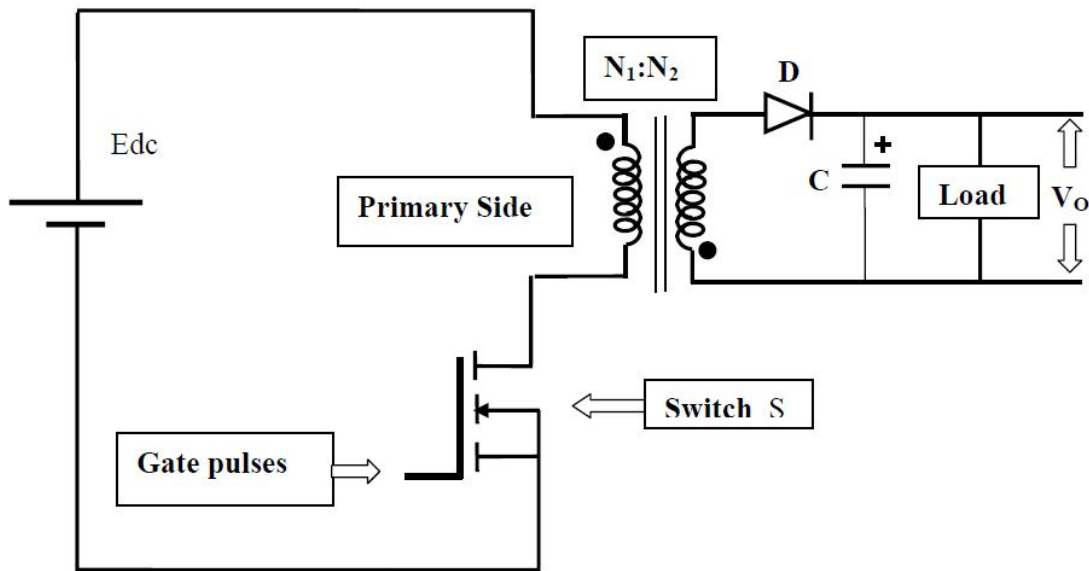 N₁:N₂
D
Edc
+
C
Load
Vₒ
Primary Side
Switch S
Gate pulses